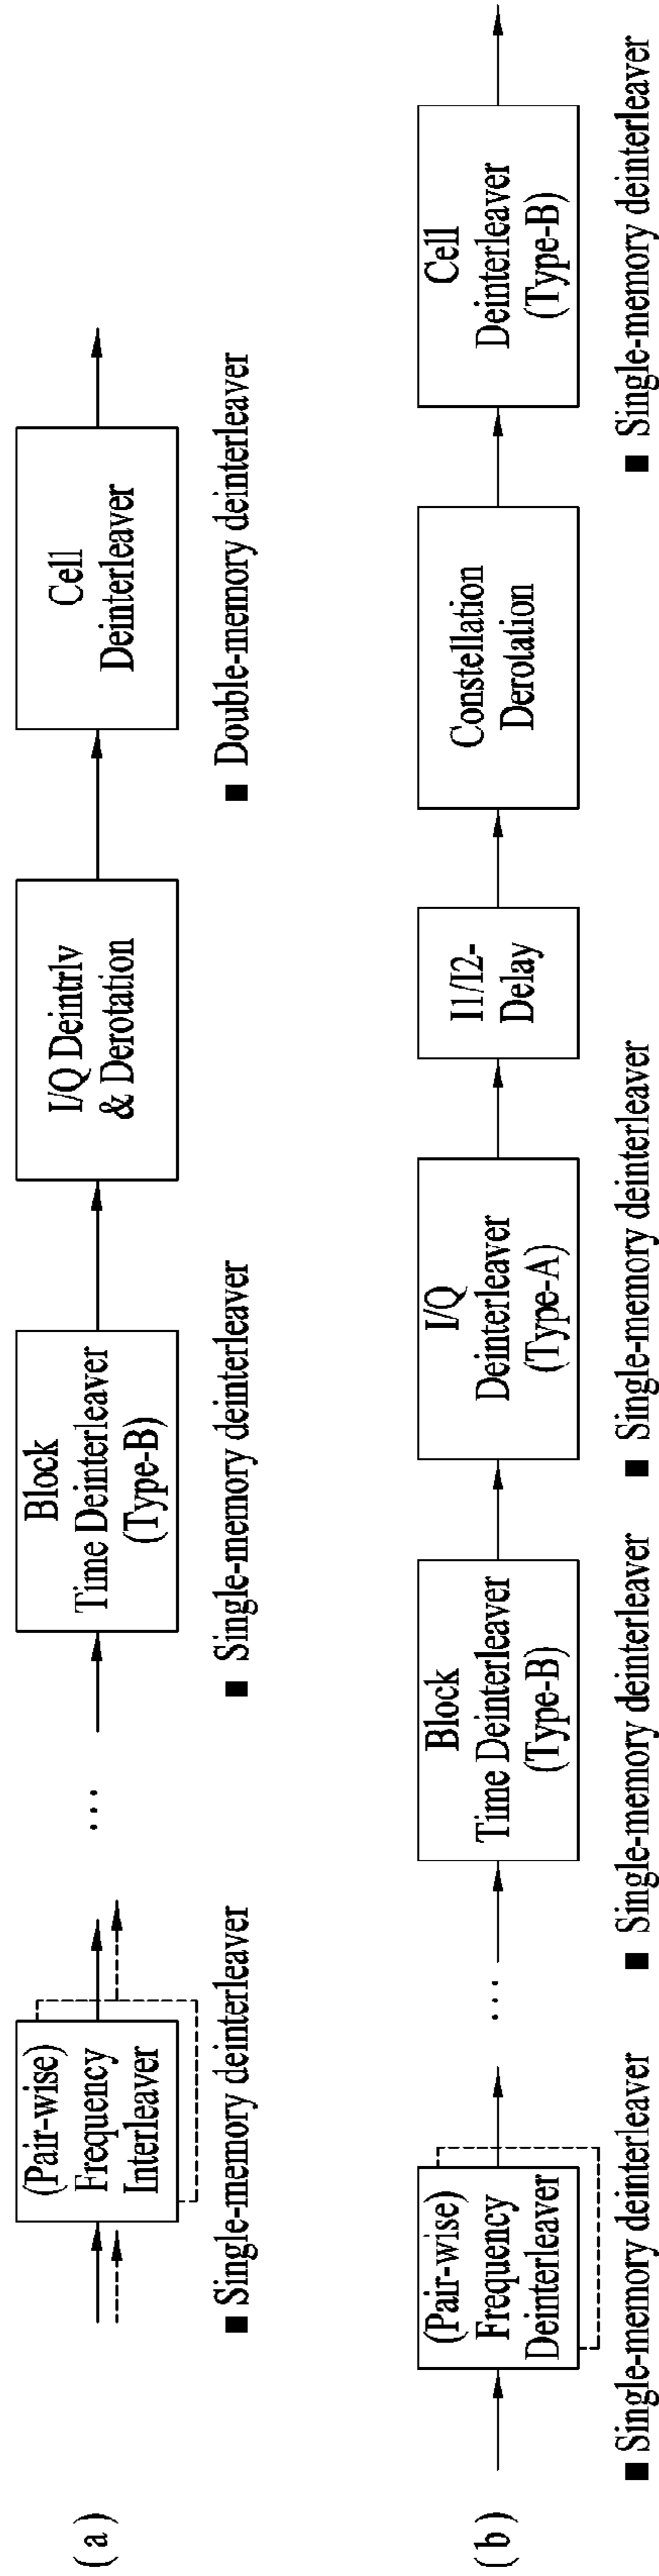 (a)
(Pair-wise)
Frequency
Interleaver
■ Single-memory deinterleaver
...
Block
Time Deinterleaver
(Type-B)
■ Single-memory deinterleaver
I/Q Deintrlv
& Derotation
Cell
Deinterleaver
■ Double-memory deinterleaver
(b)
(Pair-wise)
Frequency
Deinterleaver
■ Single-memory deinterleaver
...
Block
Time Deinterleaver
(Type-B)
■ Single-memory deinterleaver
I/Q
Deinterleaver
(Type-A)
■ Single-memory deinterleaver
I1/I2-
Delay
Constellation
Derotation
Cell
Deinterleaver
(Type-B)
■ Single-memory deinterleaver